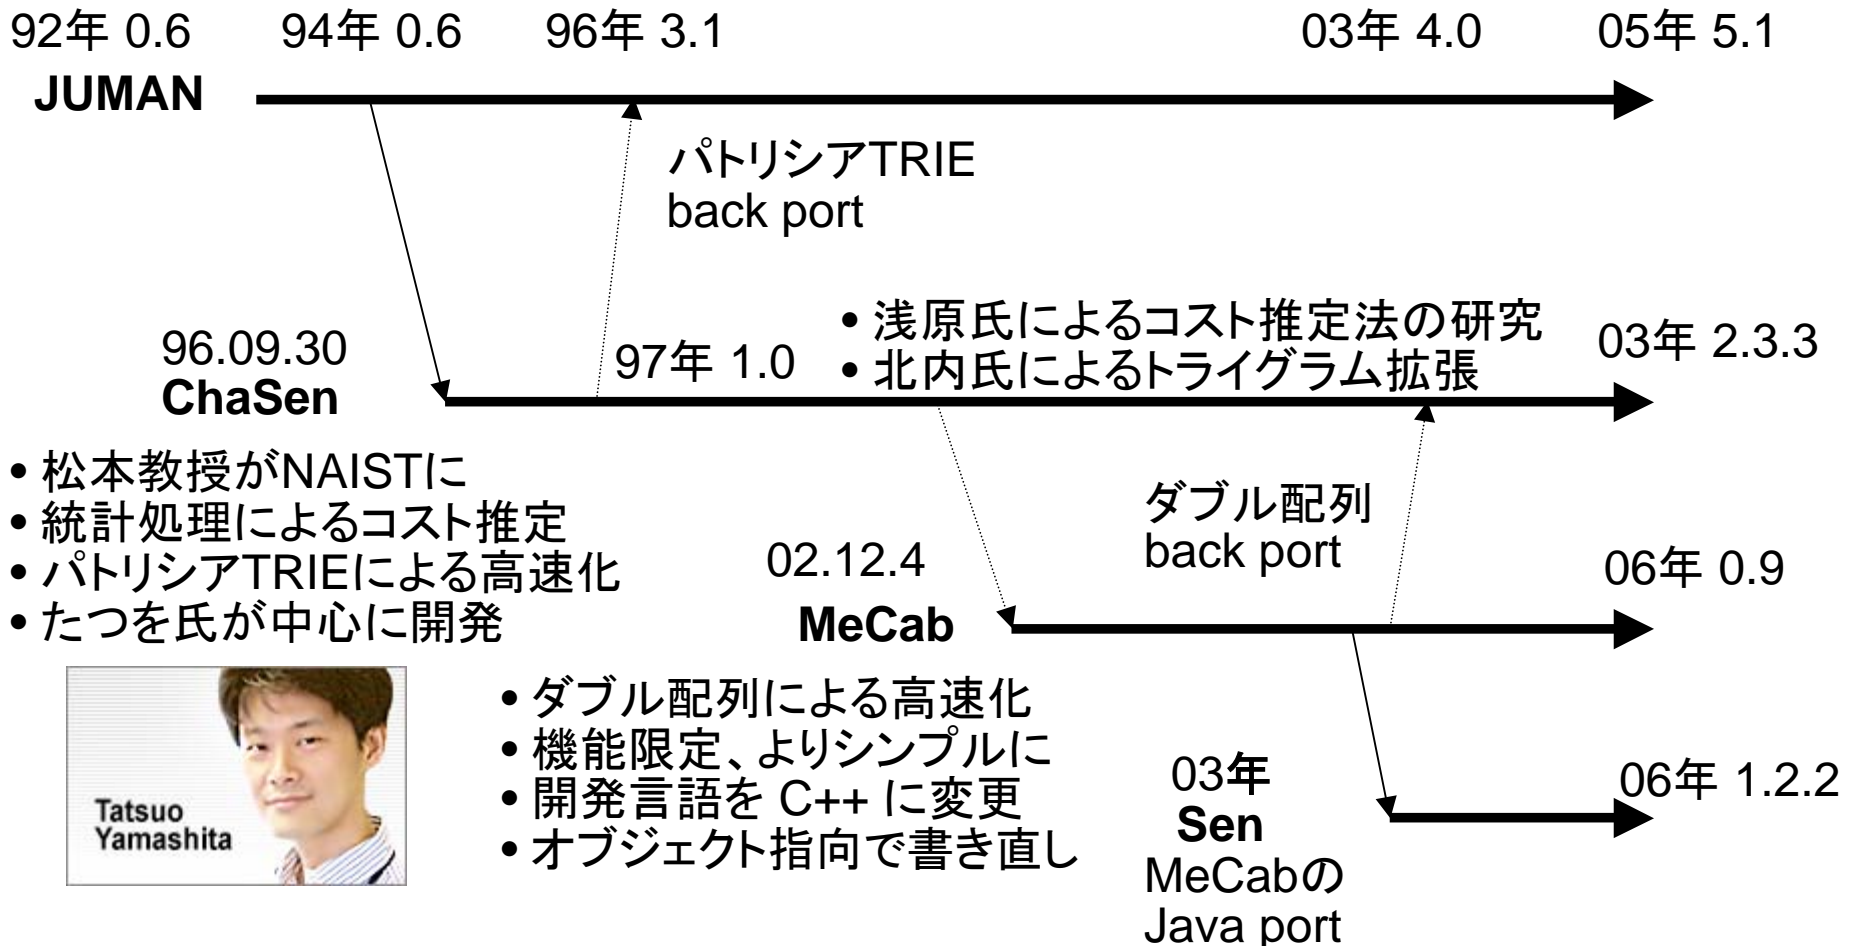 92年 0.6
94年 0.6
96年 3.1
03年 4.0
05年 5.1
JUMAN
パトリシアTRIE
back port
96.09.30
ChaSen
97年 1.0
• 浅原氏によるコスト推定法の研究
• 北内氏によるトライグラム拡張
03年 2.3.3
• 松本教授がNAISTに
• 統計処理によるコスト推定
• パトリシアTRIEによる高速化
• たつを氏が中心に開発
ダブル配列
back port
02.12.4
MeCab
06年 0.9
Tatsuo
Yamashita
• ダブル配列による高速化
• 機能限定、よりシンプルに
• 開発言語を C++ に変更
• オブジェクト指向で書き直し
03年
Sen
MeCabの
Java port
06年 1.2.2